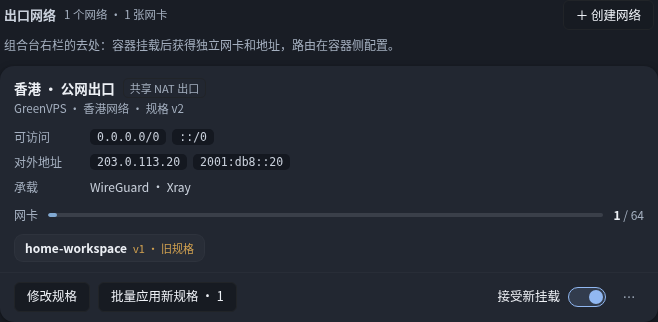 出口网络 1 个网络 · 1 张网卡
＋ 创建网络
组合台右栏的去处：容器挂载后获得独立网卡和地址，路由在容器侧配置。
香港 · 公网出口 共享 NAT 出口
GreenVPS · 香港网络 · 规格 v2
可访问 0.0.0.0/0 ::/0
对外地址 203.0.113.20 2001:db8::20
承载 WireGuard · Xray
网卡 1 / 64
home-workspace v1 · 旧规格
修改规格 批量应用新规格 · 1 接受新挂载 ···